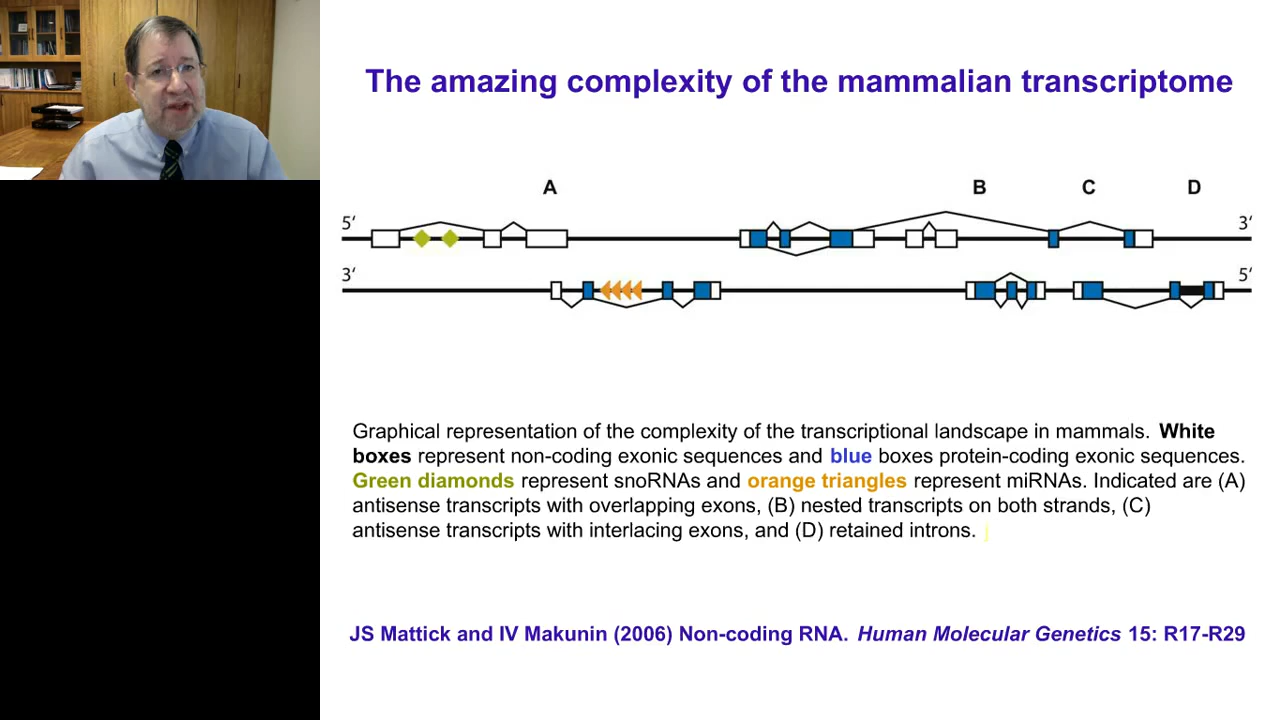 The amazing complexity of the mammalian transcriptome
A B C D
5‘ 3‘
3‘ 5‘
Graphical representation of the complexity of the transcriptional landscape in mammals. White
boxes represent non-coding exonic sequences and blue boxes protein-coding exonic sequences.
Green diamonds represent snoRNAs and orange triangles represent miRNAs. Indicated are (A)
antisense transcripts with overlapping exons, (B) nested transcripts on both strands, (C)
antisense transcripts with interlacing exons, and (D) retained introns.
JS Mattick and IV Makunin (2006) Non-coding RNA. Human Molecular Genetics 15: R17-R29